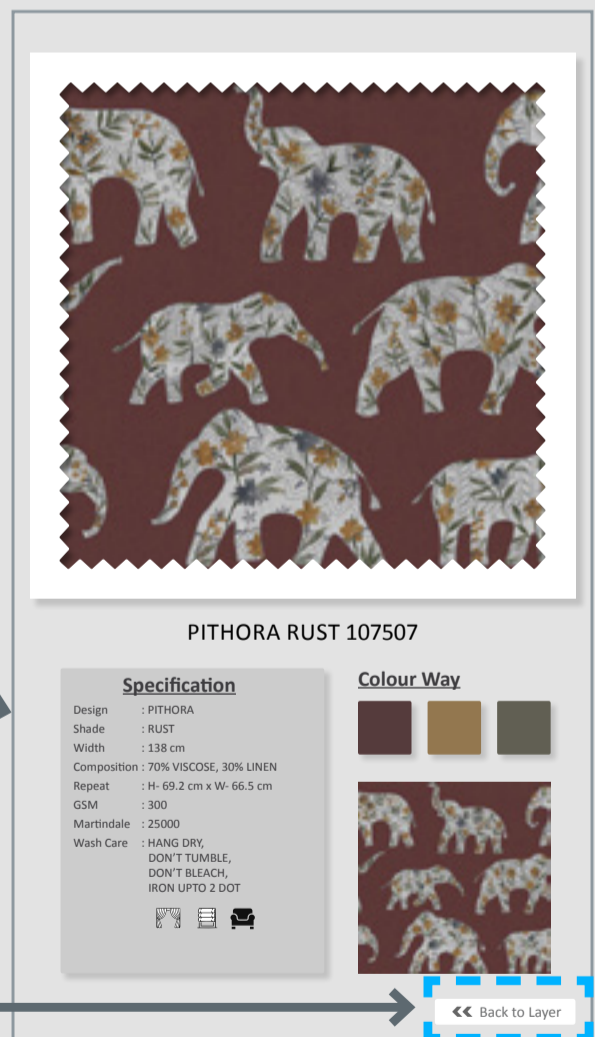 PITHORA RUST 107507
Specification
Design : PITHORA
Shade : RUST
Width : 138 cm
Composition : 70% VISCOSE, 30% LINEN
Repeat : H- 69.2 cm x W- 66.5 cm
GSM : 300
Martindale : 25000
Wash Care : HANG DRY,
DON’T TUMBLE,
DON’T BLEACH,
IRON UPTO 2 DOT
Colour Way
Back to Layer